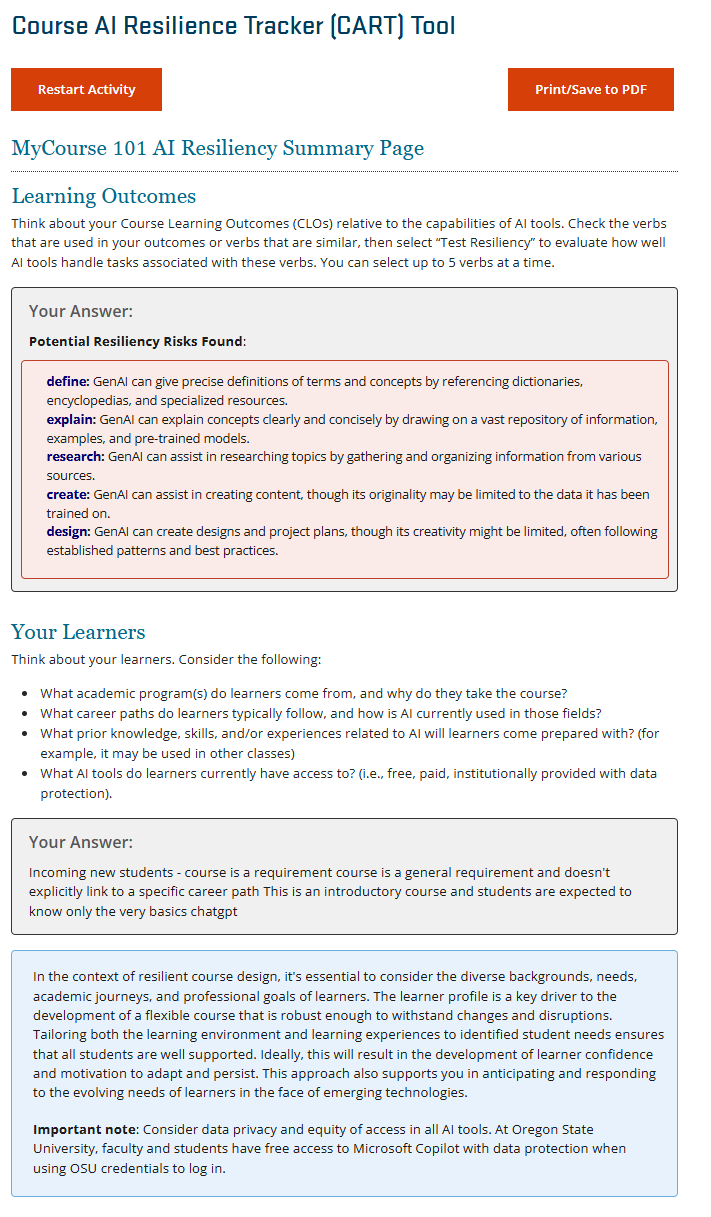 Course AI Resilience Tracker (CART) Tool
Restart Activity
Print/Save to PDF
MyCourse 101 AI Resiliency Summary Page
Learning Outcomes
Think about your Course Learning Outcomes (CLOs) relative to the capabilities of AI tools. Check the verbs
that are used in your outcomes or verbs that are similar, then select “Test Resiliency” to evaluate how well
AI tools handle tasks associated with these verbs. You can select up to 5 verbs at a time.
Your Answer:
Potential Resiliency Risks Found:
define: GenAI can give precise definitions of terms and concepts by referencing dictionaries,
encyclopedias, and specialized resources.
explain: GenAI can explain concepts clearly and concisely by drawing on a vast repository of information,
examples, and pre-trained models.
research: GenAI can assist in researching topics by gathering and organizing information from various
sources.
create: GenAI can assist in creating content, though its originality may be limited to the data it has been
trained on.
design: GenAI can create designs and project plans, though its creativity might be limited, often following
established patterns and best practices.
Your Learners
Think about your learners. Consider the following:
• What academic program(s) do learners come from, and why do they take the course?
• What career paths do learners typically follow, and how is AI currently used in those fields?
• What prior knowledge, skills, and/or experiences related to AI will learners come prepared with? (for
example, it may be used in other classes)
• What AI tools do learners currently have access to? (i.e., free, paid, institutionally provided with data
protection).
Your Answer:
Incoming new students - course is a requirement course is a general requirement and doesn't
explicitly link to a specific career path This is an introductory course and students are expected to
know only the very basics chatgpt
In the context of resilient course design, it's essential to consider the diverse backgrounds, needs,
academic journeys, and professional goals of learners. The learner profile is a key driver to the
development of a flexible course that is robust enough to withstand changes and disruptions.
Tailoring both the learning environment and learning experiences to identified student needs ensures
that all students are well supported. Ideally, this will result in the development of learner confidence
and motivation to adapt and persist. This approach also supports you in anticipating and responding
to the evolving needs of learners in the face of emerging technologies.
Important note: Consider data privacy and equity of access in all AI tools. At Oregon State
University, faculty and students have free access to Microsoft Copilot with data protection when
using OSU credentials to log in.